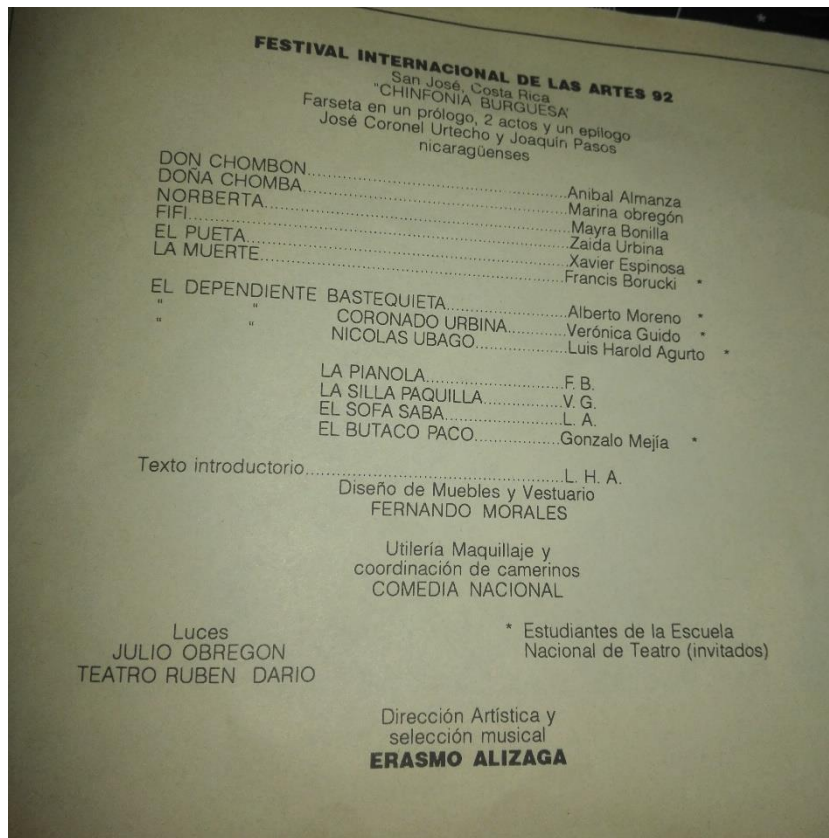 FESTIVAL INTERNACIONAL DE LAS ARTES 92
San José, Costa Rica
"CHINFONIA BURGUESA'
Farseta en un prólogo, 2 actos y un epilogo
José Coronel Urtecho y Joaquín Pasos
nicaragüenses
DON CHOMBON..............................Anibal Almanza
DOÑA CHOMBA..............................Marina obregón
NORBERTA..............................Mayra Bonilla
FIFI..............................Zaida Urbina
EL PUETA..............................Xavier Espinosa
LA MUERTE..............................Francis Borucki *
EL DEPENDIENTE BASTEQUIETA....................Alberto Moreno *
" " CORONADO URBINA..........Verónica Guido *
" " NICOLAS UBAGO...............Luis Harold Agurto *
LA PIANOLA....................F. B.
LA SILLA PAQUILLA...............V. G.
EL SOFA SABA....................L. A.
EL BUTACO PACO...............Gonzalo Mejía *
Texto introductorio..............................L. H. A.
Diseño de Muebles y Vestuario
FERNANDO MORALES
Utilería Maquillaje y
coordinación de camerinos
COMEDIA NACIONAL
Luces
JULIO OBREGON
TEATRO RUBEN DARIO
* Estudiantes de la Escuela
Nacional de Teatro (invitados)
Dirección Artística y
selección musical
ERASMO ALIZAGA